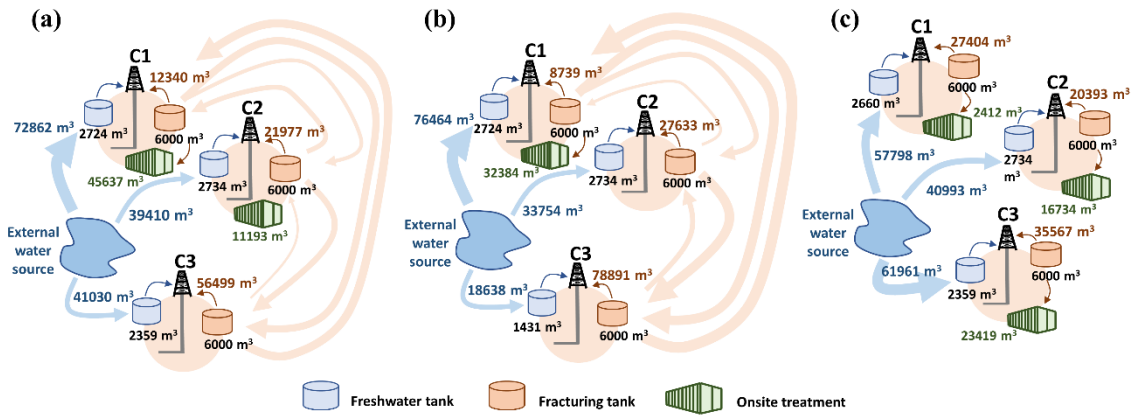 (a)
C1
12340 m³
72862 m³
2724 m³
6000 m³
45637 m³
C2
21977 m³
2734 m³
6000 m³
11193 m³
39410 m³
External
water
source
41030 m³
C3
56499 m³
2359 m³
6000 m³
(b)
C1
8739 m³
76464 m³
2724 m³
6000 m³
32384 m³
C2
27633 m³
2734 m³
6000 m³
33754 m³
External
water
source
18638 m³
C3
78891 m³
1431 m³
6000 m³
(c)
C1
27404 m³
2660 m³
6000 m³
2412 m³
57798 m³
C2
20393 m³
2734
m³
6000 m³
16734 m³
40993 m³
External
water
source
61961 m³
C3
35567 m³
2359 m³
6000 m³
23419 m³
Freshwater tank
Fracturing tank
Onsite treatment